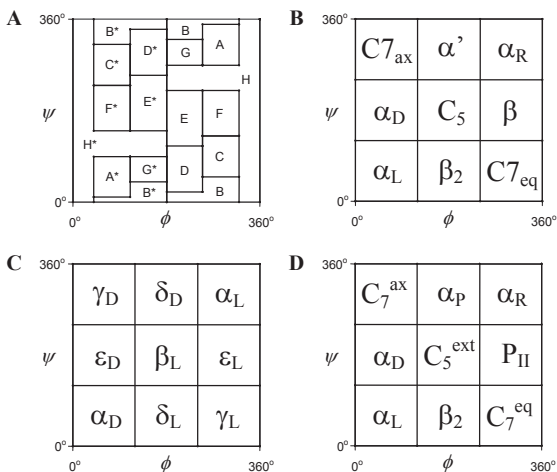 A
B* B A
D* G
C* H
ψ F* E* E F
H* C
A* G* D
B* B
0°
0° ϕ 360°
B
360°
C7ax α’ αR
ψ αD C5 β
αL β2 C7eq
0°
0° ϕ 360°
C
360°
γD δD αL
ψ εD βL εL
αD δL γL
0°
0° ϕ 360°
D
360°
C7ax αP αR
ψ αD C5ext PII
αL β2 C7eq
0°
0° ϕ 360°